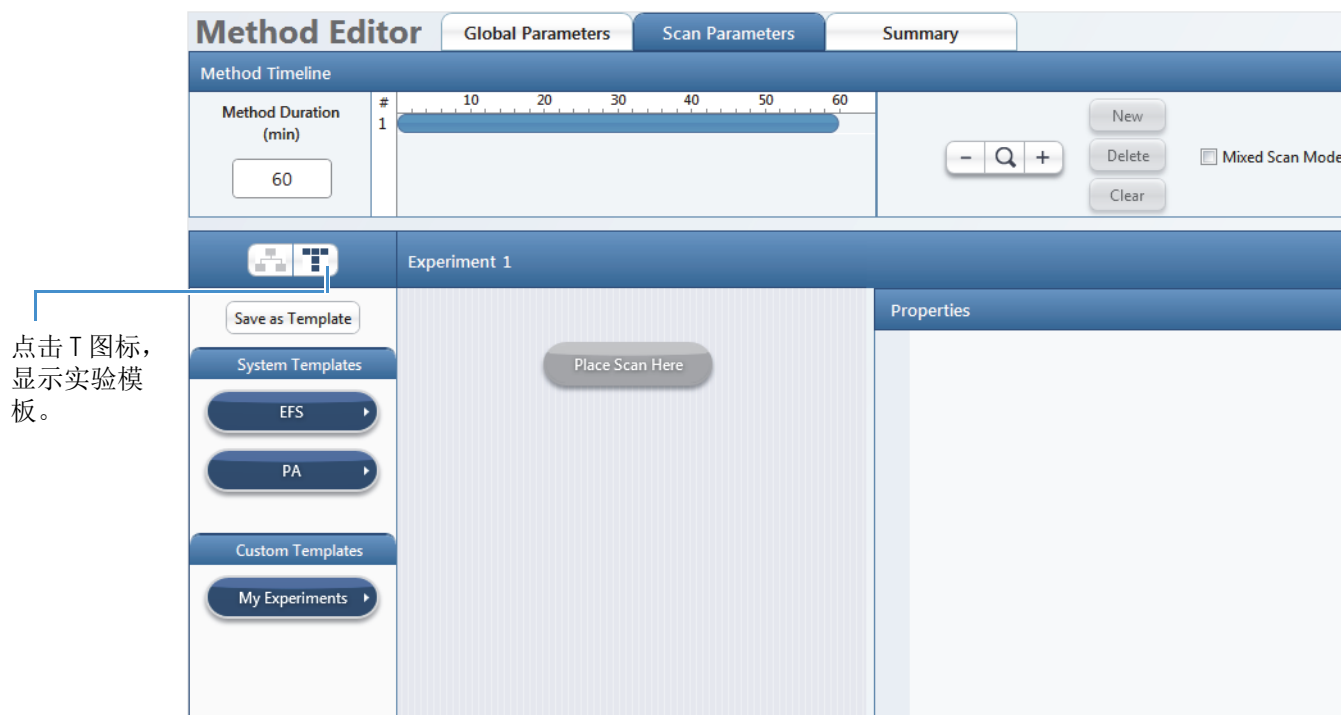 Method Editor
Global Parameters
Scan Parameters
Summary
Method Timeline
Method Duration
(min)
60
#
10 20 30 40 50 60
1
New
Delete
Clear
Mixed Scan Mode
Experiment 1
点击 T 图标，
显示实验模
板。
Save as Template
System Templates
EFS
PA
Custom Templates
My Experiments
Place Scan Here
Properties